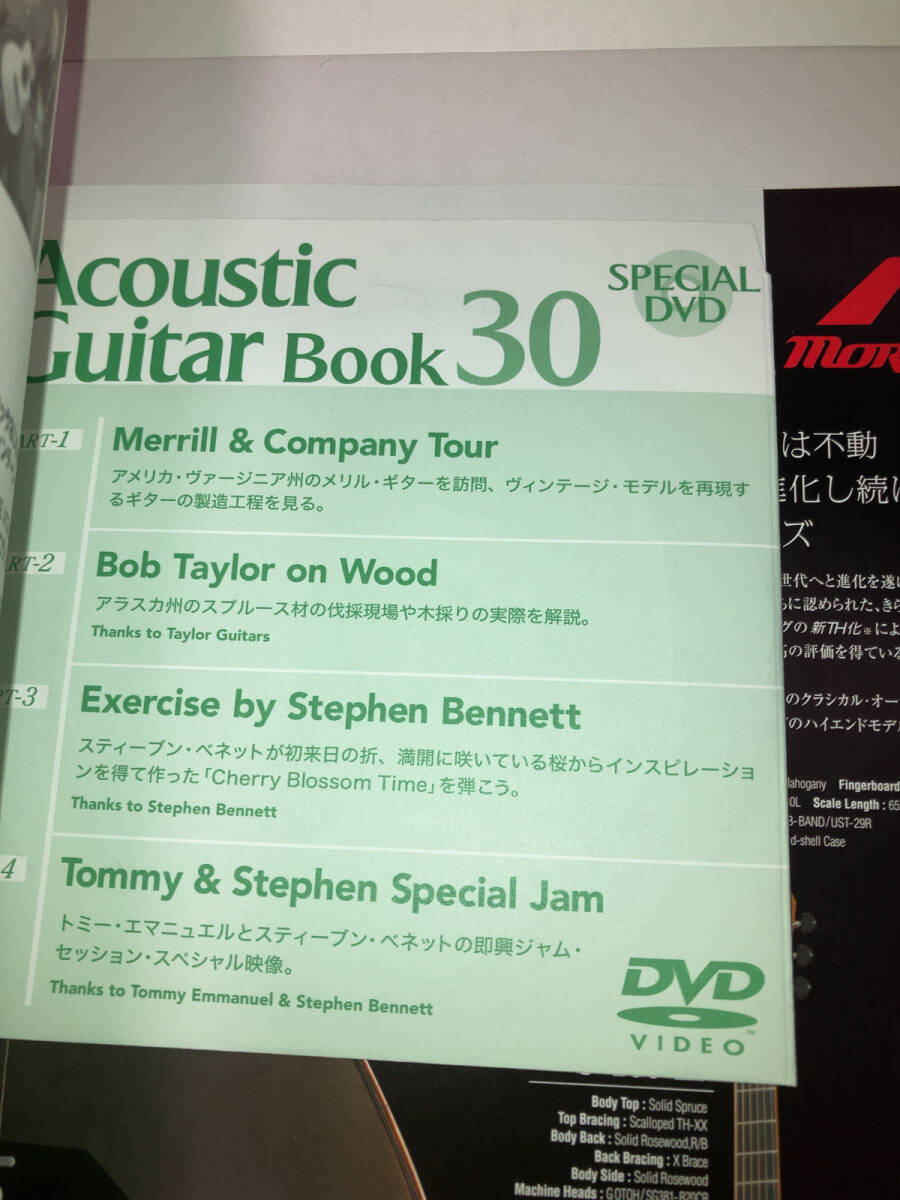 Acoustic
Guitar Book 30
SPECIAL
DVD
ART-1
Merrill & Company Tour
アメリカ・ヴァージニア州のメリル・ギターを訪問、ヴィンテージ・モデルを再現す
るギターの製造工程を見る。
RT-2
Bob Taylor on Wood
アラスカ州のスプルース材の伐採現場や木採りの実際を解説。
Thanks to Taylor Guitars
RT-3
Exercise by Stephen Bennett
スティーブン・ベネットが初来日の折、満開に咲いている桜からインスピレーショ
ンを得て作った「Cherry Blossom Time」を弾こう。
Thanks to Stephen Bennett
4
Tommy & Stephen Special Jam
トミー・エマニュエルとスティーブン・ベネットの即興ジャム・
セッション・スペシャル映像。
Thanks to Tommy Emmanuel & Stephen Bennett
DVD
VIDEO
MOR
は不動
進化し続け
ズ
世代へと進化を遂け
に認められた、きら
グの新TH化※によ
の評価を得ている
のクラシカル・オー
のハイエンドモデル
Mahogany Fingerboard
0L Scale Length : 65
B-BAND/UST-29R
d-shell Case
Body Top : Solid Spruce
Top Bracing : Scalloped TH-XX
Body Back : Solid Rosewood,R/B
Back Bracing : X Brace
Body Side : Solid Rosewood
Machine Heads : GOTOH/SG381-B20C3